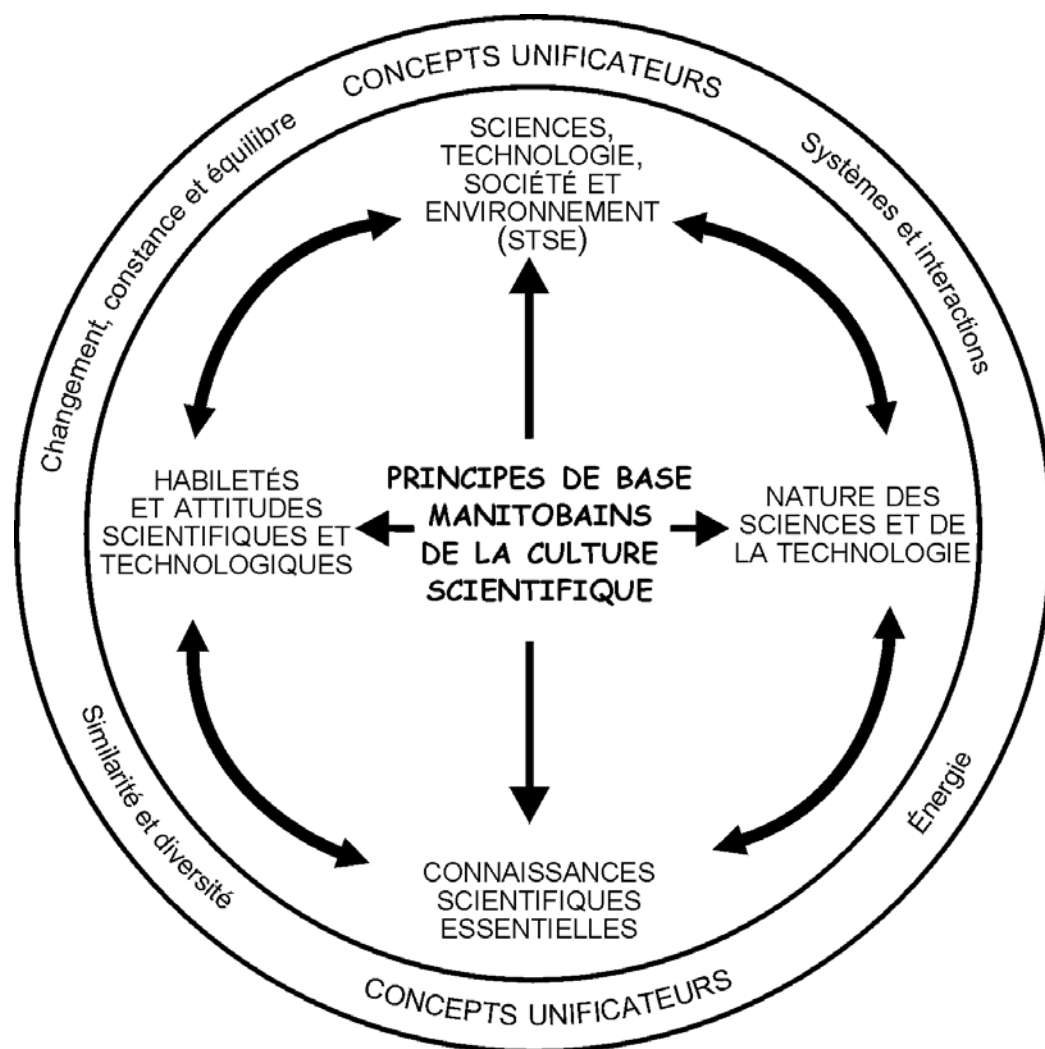 CONCEPTS UNIFICATEURS
Changement, constance et équilibre
Systèmes et interactions
SCIENCES,
TECHNOLOGIE,
SOCIÉTÉ ET
ENVIRONNEMENT
(STSE)
HABILETÉS
ET ATTITUDES
SCIENTIFIQUES ET
TECHNOLOGIQUES
PRINCIPES DE BASE
MANITOBAINS
DE LA CULTURE
SCIENTIFIQUE
NATURE DES
SCIENCES ET DE
LA TECHNOLOGIE
Similarité et diversité
Énergie
CONNAISSANCES
SCIENTIFIQUES
ESSENTIELLES
CONCEPTS UNIFICATEURS